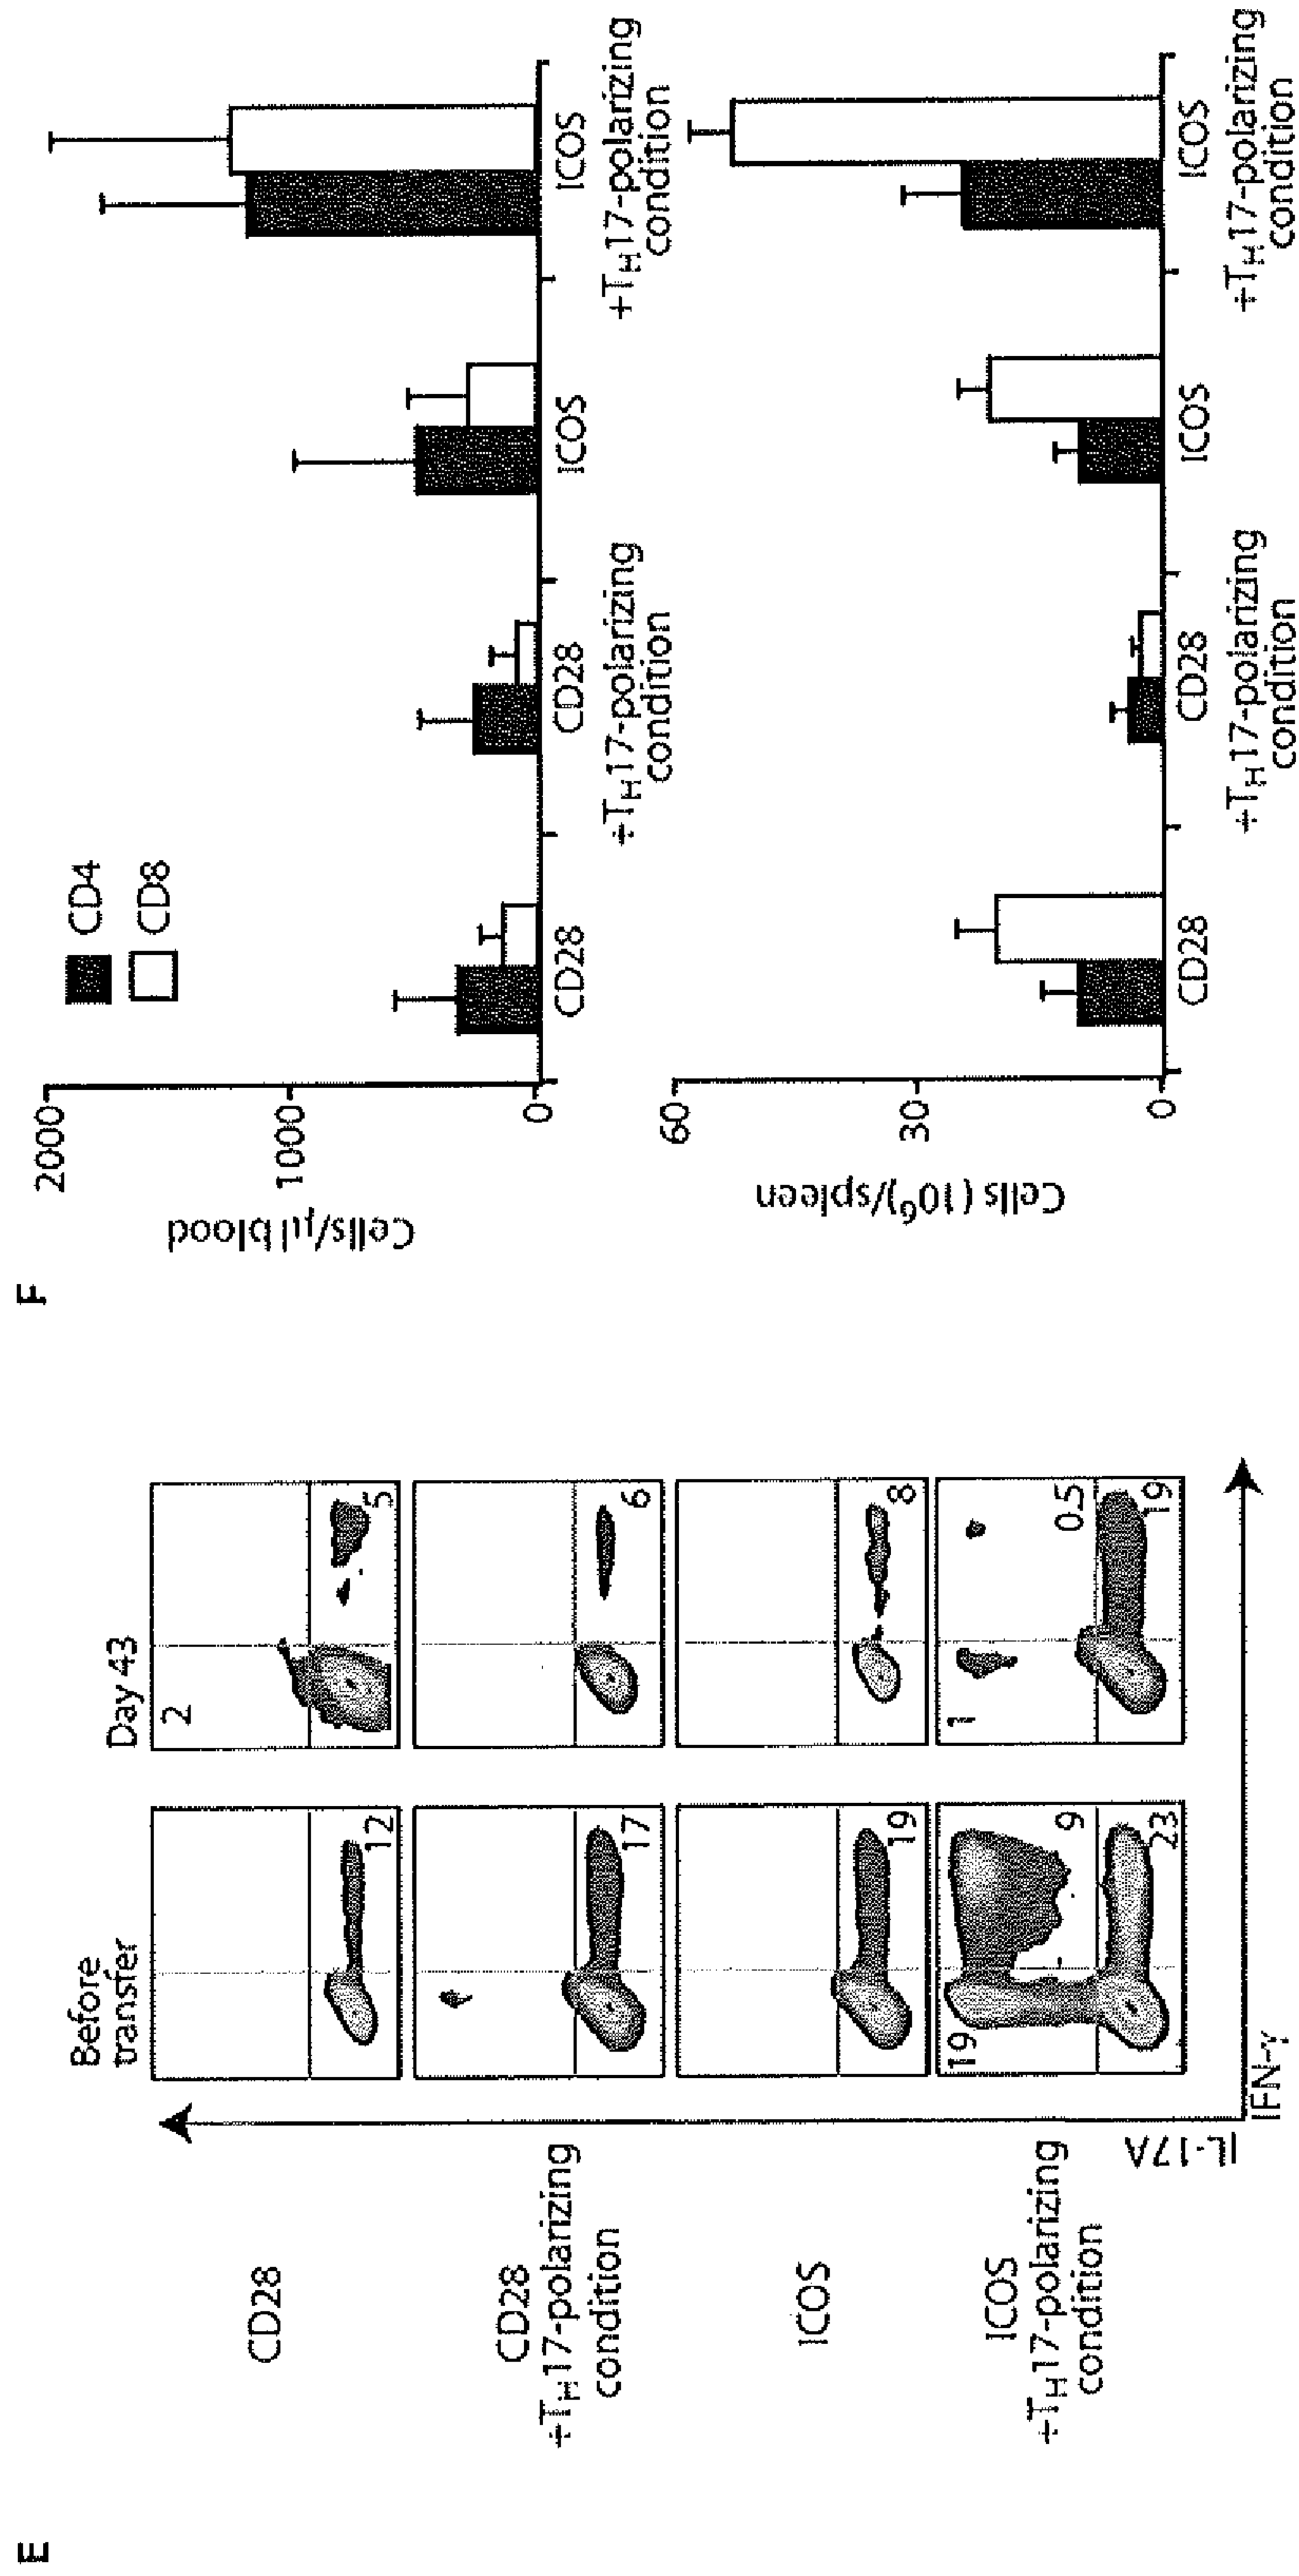 E
Before
transfer
Day 43
CD28
12
2
5
CD28
÷TH17-polarizing
condition
17
6
ICOS
19
8
ICOS
÷TH17-polarizing
condition
19
9
23
1
0.5
19
IL-17A
IFN-γ
F
CD4
CD8
Cells/µl blood
2000
1000
0
CD28
CD28
÷TH17-polarizing
condition
ICOS
ICOS
+TH17-polarizing
condition
Cells (10⁶)/spleen
60
30
0
CD28
CD28
÷TH17-polarizing
condition
ICOS
ICOS
÷TH17-polarizing
condition